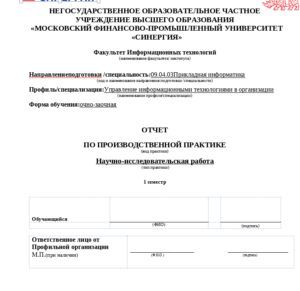 НЕГОСУДАРСТВЕННОЕ ОБРАЗОВАТЕЛЬНОЕ ЧАСТНОЕ
УЧРЕЖДЕНИЕ ВЫСШЕГО ОБРАЗОВАНИЯ
«МОСКОВСКИЙ ФИНАНСОВО-ПРОМЫШЛЕННЫЙ УНИВЕРСИТЕТ
«СИНЕРГИЯ»
Факультет Информационных технологий
(наименование факультета/ института)
Направлениеподготовки /специальность:09.04.03Прикладная информатика
(код и наименование направления подготовки /специальности)
Профиль/специализация:Управление информационными технологиями в организации
(наименование профиля/специализации)
Форма обучения:очно-заочная
ОТЧЕТ
ПО ПРОИЗВОДСТВЕННОЙ ПРАКТИКЕ
(вид практики)
Научно-исследовательская работа
(тип практики)
1 семестр
Обучающийся
(ФИО) (подпись)
Ответственное лицо от
Профильной организации
М.П.(при наличии) (ФИО) (подпись)